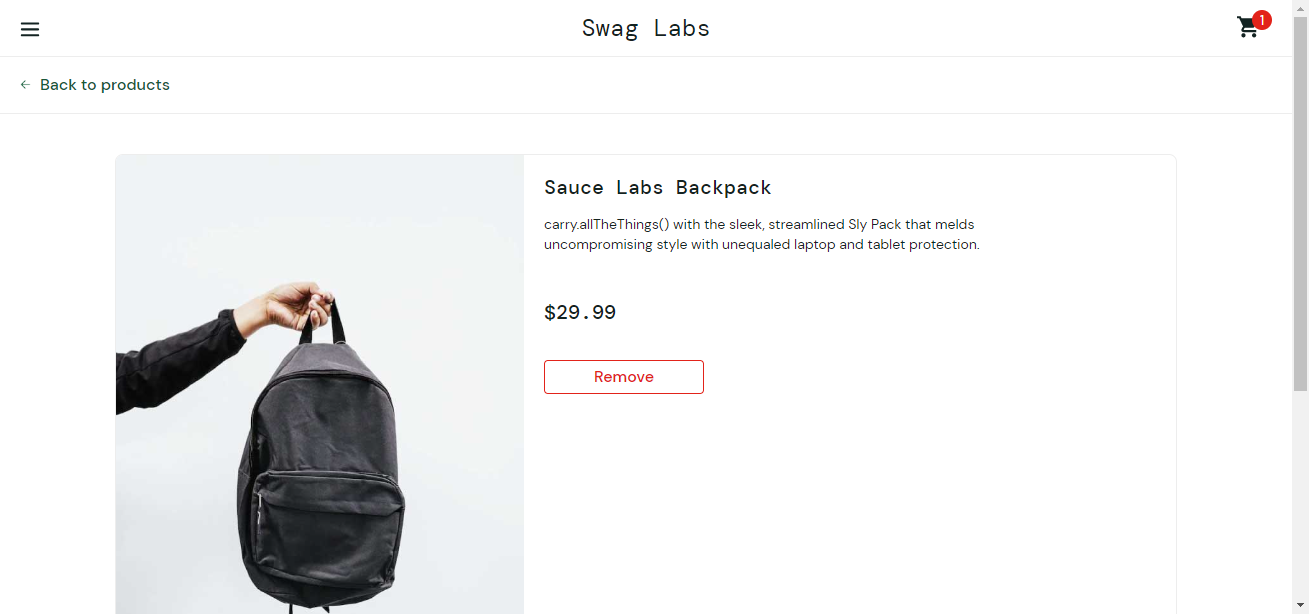 Swag Labs
1
Back to products
Sauce Labs Backpack
carry.allTheThings() with the sleek, streamlined Sly Pack that melds
uncompromising style with unequaled laptop and tablet protection.
$29.99
Remove